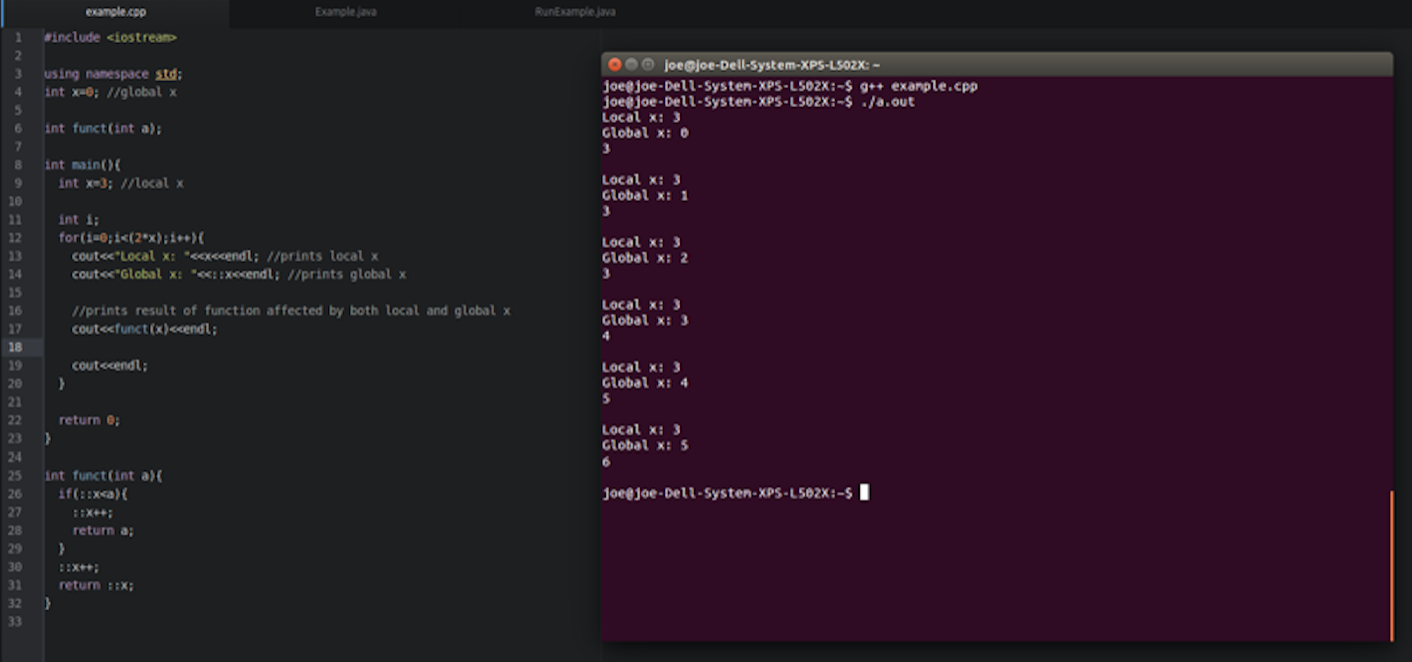 example.cpp
Example.java
RunExample.java
1 #include <iostream>
2
3 using namespace std;
4 int x=0; //global x
5
6 int funct(int a);
7
8 int main(){
9 int x=3; //local x
10
11 int i;
12 for(i=0;i<(2*x);i++){
13 cout<<"Local x: "<<x<<endl; //prints local x
14 cout<<"Global x: "<<::x<<endl; //prints global x
15
16 //prints result of function affected by both local and global x
17 cout<<funct(x)<<endl;
18
19 cout<<endl;
20 }
21
22 return 0;
23 }
24
25 int funct(int a){
26 if(::x<a){
27 ::x++;
28 return a;
29 }
30 ::x++;
31 return ::x;
32 }
33
joe@joe-Dell-System-XPS-L502X: ~
joe@joe-Dell-System-XPS-L502X:~$ g++ example.cpp
joe@joe-Dell-System-XPS-L502X:~$ ./a.out
Local x: 3
Global x: 0
3
Local x: 3
Global x: 1
3
Local x: 3
Global x: 2
3
Local x: 3
Global x: 3
4
Local x: 3
Global x: 4
5
Local x: 3
Global x: 5
6
joe@joe-Dell-System-XPS-L502X:~$